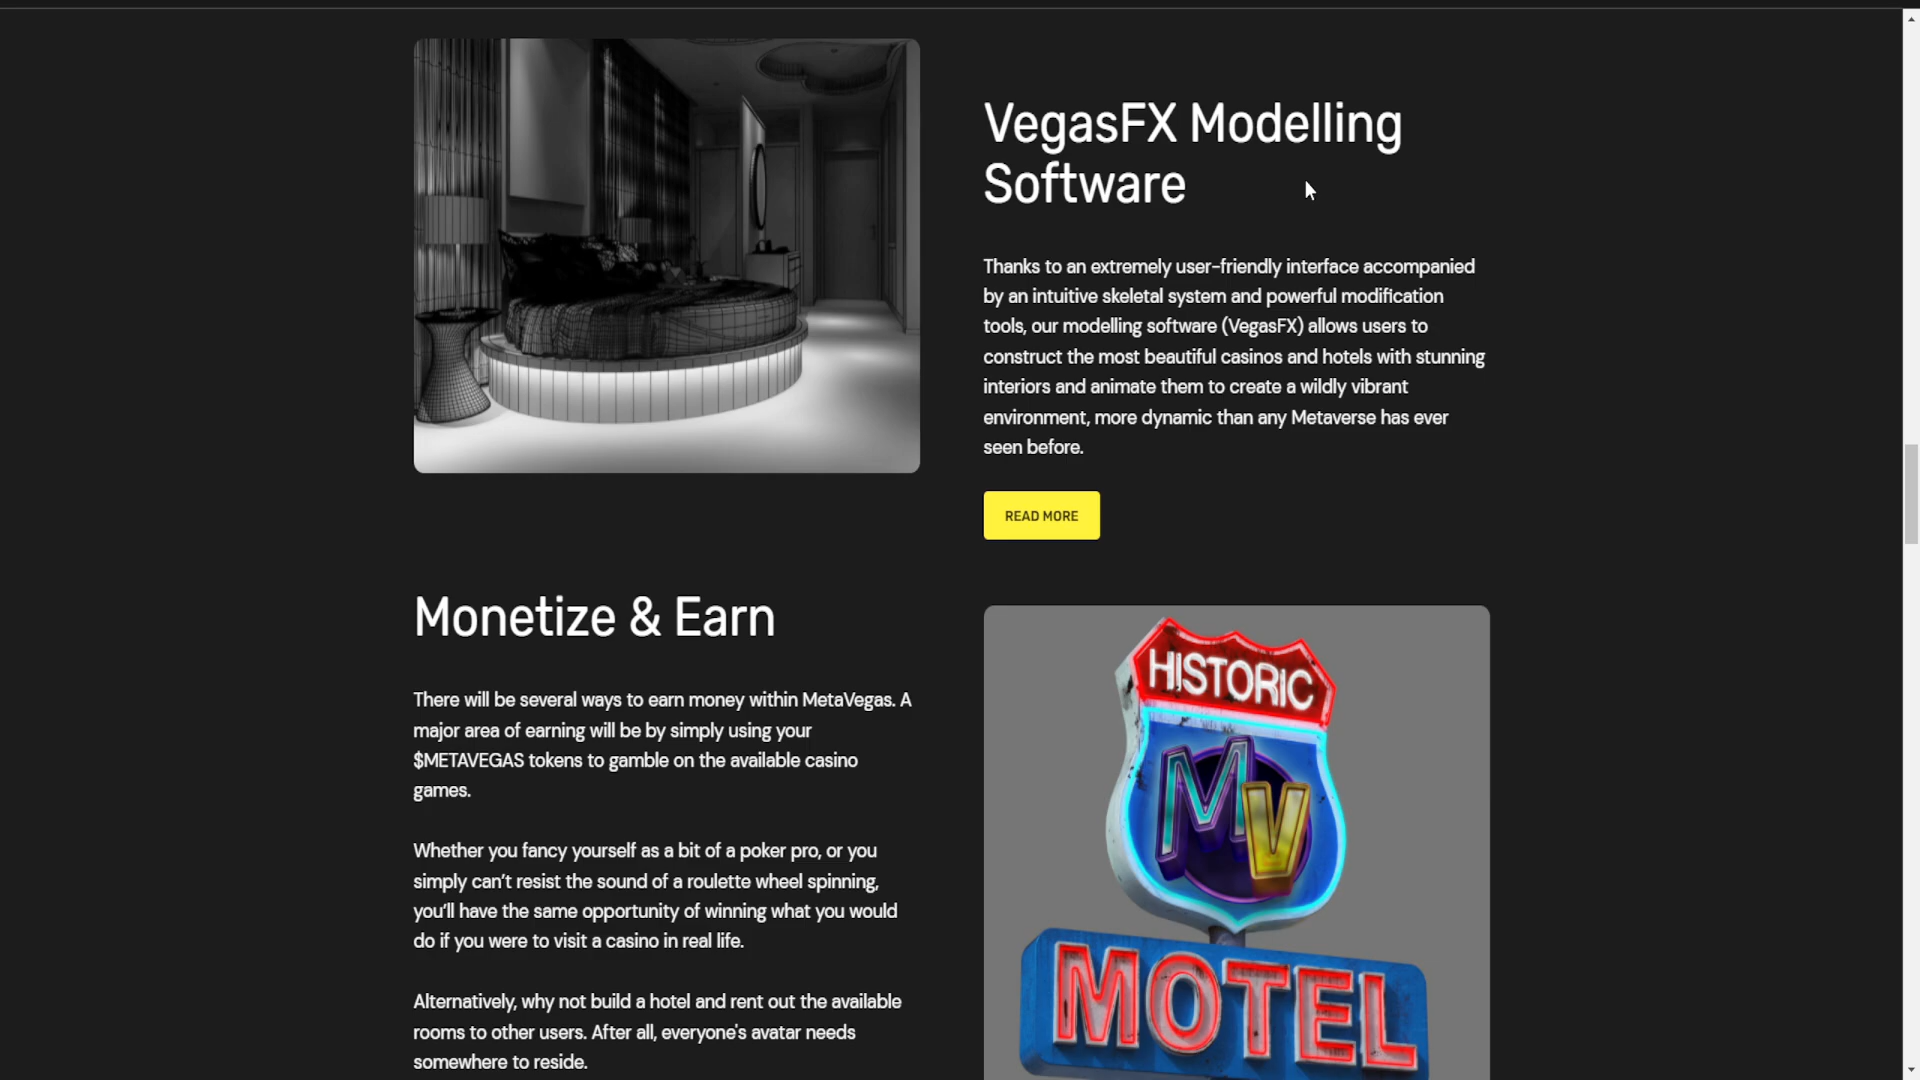 VegasFX Modelling
Software
Thanks to an extremely user-friendly interface accompanied
by an intuitive skeletal system and powerful modification
tools, our modelling software (VegasFX) allows users to
construct the most beautiful casinos and hotels with stunning
interiors and animate them to create a wildly vibrant
environment, more dynamic than any Metaverse has ever
seen before.
READ MORE
Monetize & Earn
There will be several ways to earn money within MetaVegas. A
major area of earning will be by simply using your
$METAVEGAS tokens to gamble on the available casino
games.
Whether you fancy yourself as a bit of a poker pro, or you
simply can’t resist the sound of a roulette wheel spinning,
you’ll have the same opportunity of winning what you would
do if you were to visit a casino in real life.
Alternatively, why not build a hotel and rent out the available
rooms to other users. After all, everyone's avatar needs
somewhere to reside.
HISTORIC
MV
MOTEL